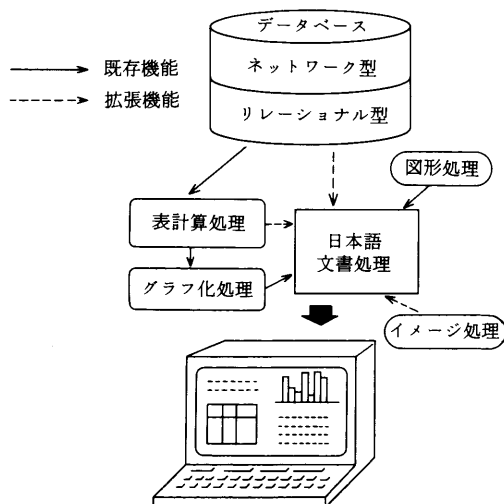 データベース
ネットワーク型
リレーショナル型
既存機能
拡張機能
図形処理
表計算処理
日本語
文書処理
グラフ化処理
イメージ処理